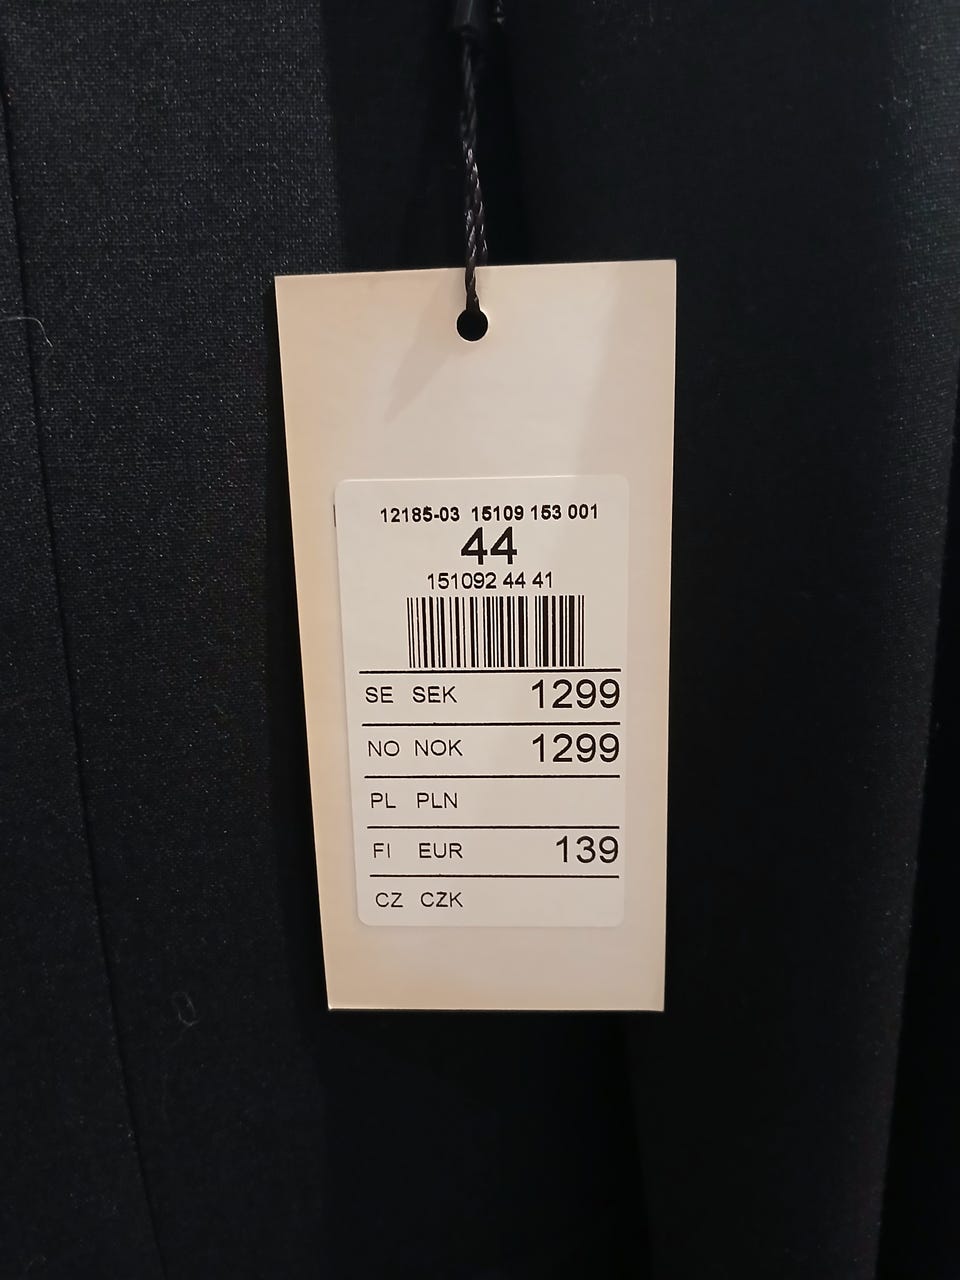 12185-03 15109 153 001
44
151092 44 41
SE SEK 1299
NO NOK 1299
PL PLN
FI EUR 139
CZ CZK